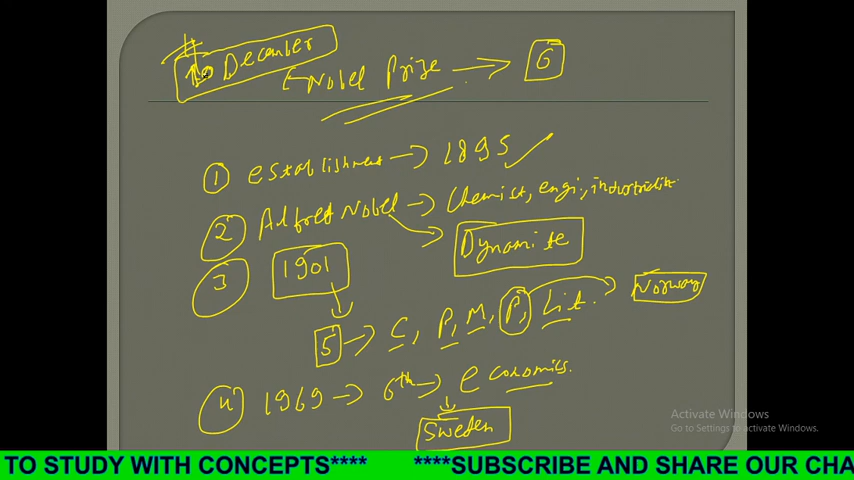 10 December
Nobel Prize → 6
1 establishment → 1895 ✓
2 Alfred Nobel → Chemist, engi., industrialist
Dynamite
3 1901
Norway
5 → C, P, M, P, Lit.
4 1969 → 6th → economics.
Sweden
Activate Windows
Go to Settings to activate Windows.
TO STUDY WITH CONCEPTS**** ****SUBSCRIBE AND SHARE OUR CHA